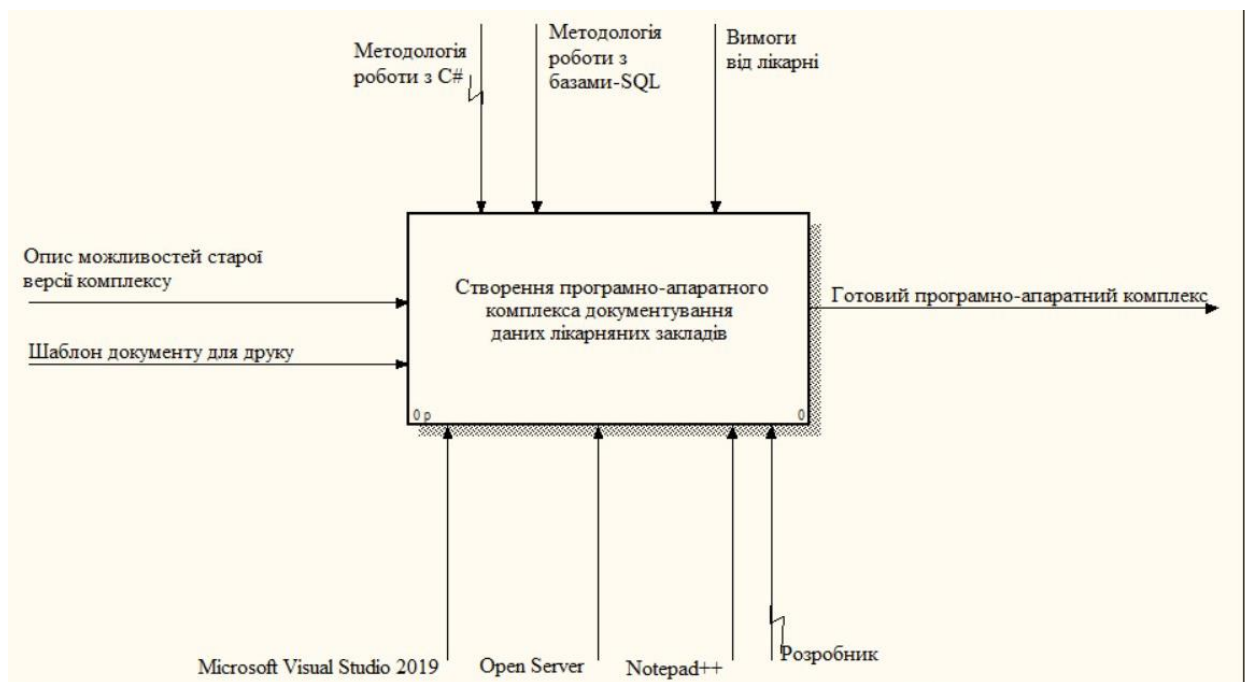 Методологія
роботи з C#
Методологія
роботи з
базами-SQL
Вимоги
від лікарні
Опис можливостей старої
версії комплексу
Шаблон документу для друку
Створення програмно-апаратного
комплекса документування
даних лікарняних закладів
0 р
0
Готовий програмно-апаратний комплекс
Microsoft Visual Studio 2019
Open Server
Notepad++
Розробник